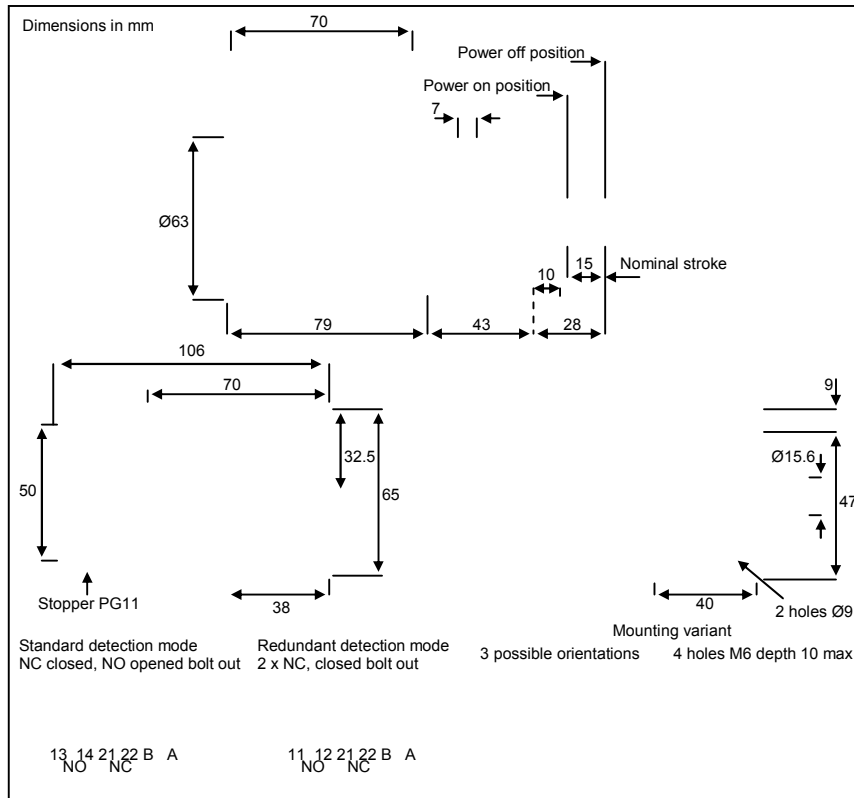 Dimensions in mm
70
Power off position
Power on position
7
Ø63
10
15
Nominal stroke
79
43
28
106
70
9
50
32.5
65
Ø15.6
47
Stopper PG11
38
40
2 holes Ø9
Mounting variant
Standard detection mode
NC closed, NO opened bolt out
Redundant detection mode
2 x NC, closed bolt out
3 possible orientations
4 holes M6 depth 10 max
13 14 21 22 B A
NO NC
11 12 21 22 B A
NO NC